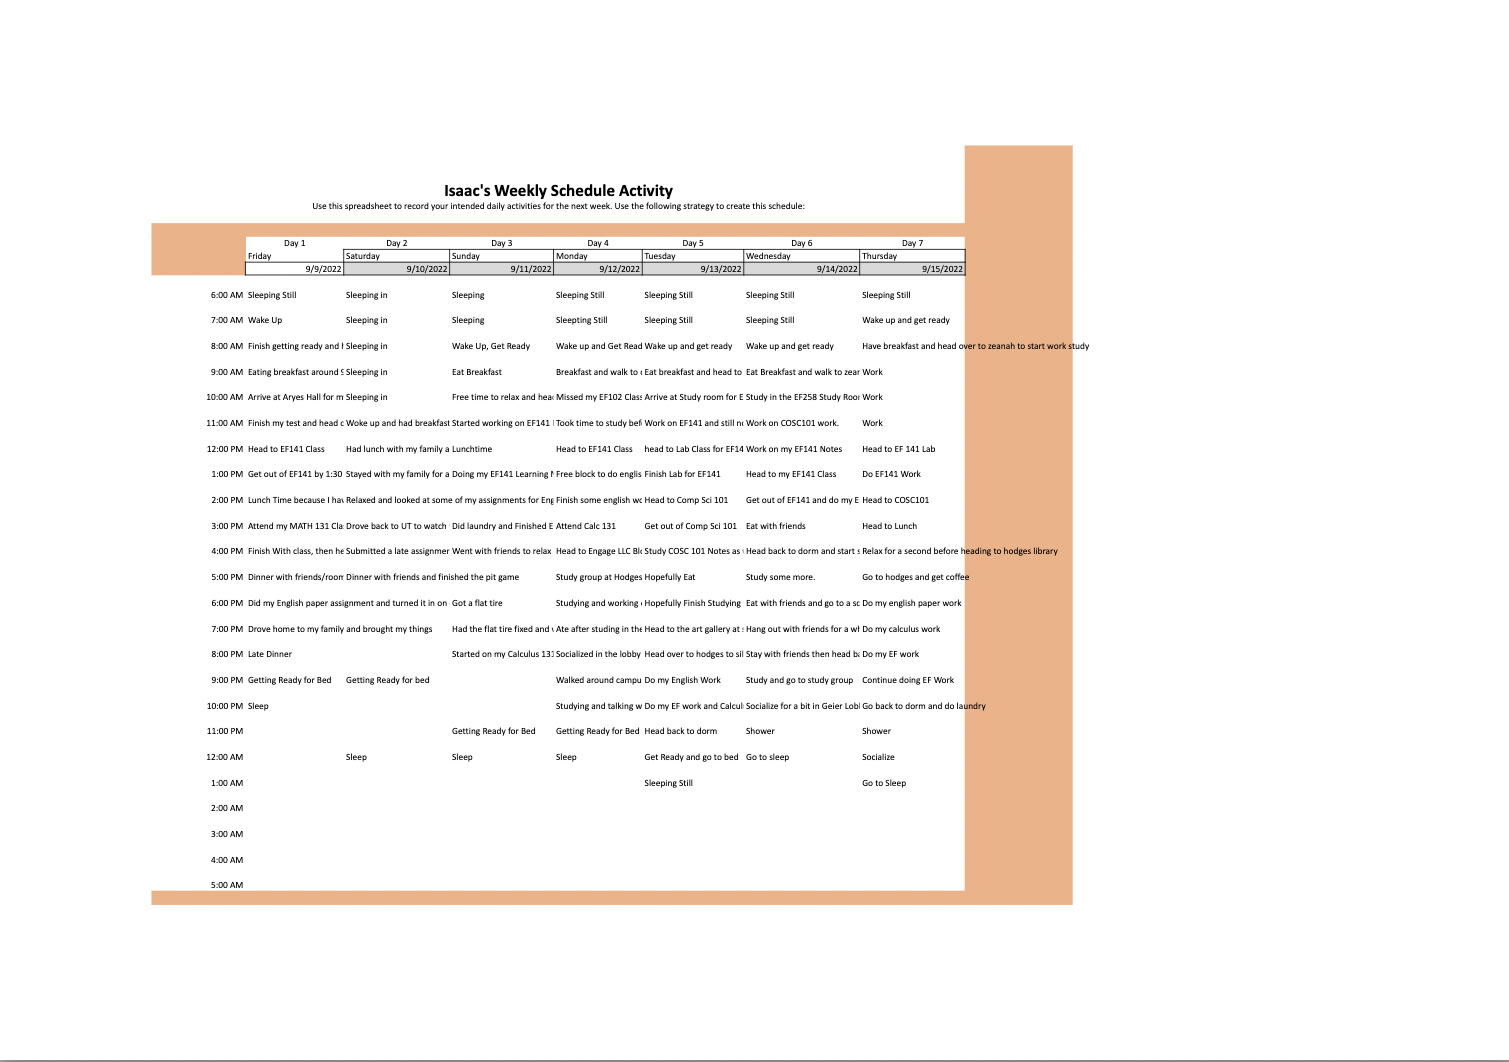 Isaac's Weekly Schedule Activity
Use this spreadsheet to record your intended daily activities for the next week. Use the following strategy to create this schedule:
Day 1 Day 2 Day 3 Day 4 Day 5 Day 6 Day 7
Friday Saturday Sunday Monday Tuesday Wednesday Thursday
9/9/2022 9/10/2022 9/11/2022 9/12/2022 9/13/2022 9/14/2022 9/15/2022
6:00 AM Sleeping Still Sleeping in Sleeping Sleeping Still Sleeping Still Sleeping Still Sleeping Still
7:00 AM Wake Up Sleeping in Sleeping Sleepting Still Sleeping Still Sleeping Still Wake up and get ready
8:00 AM Finish getting ready and Sleeping in Wake Up, Get Ready Wake up and Get Read Wake up and get ready Wake up and get ready Have breakfast and head over to zeanah to start work study
9:00 AM Eating breakfast around Sleeping in Eat Breakfast Breakfast and walk to Eat breakfast and head to Eat Breakfast and walk to zear Work
10:00 AM Arrive at Aryes Hall for m Sleeping in Free time to relax and hea Missed my EF102 Clas Arrive at Study room for E Study in the EF258 Study Roo Work
11:00 AM Finish my test and head Woke up and had breakfast Started working on EF141 Took time to study bef Work on EF141 and still Work on COSC101 work. Work
12:00 PM Head to EF141 Class Had lunch with my family a Lunchtime Head to EF141 Class head to Lab Class for EF14 Work on my EF141 Notes Head to EF 141 Lab
1:00 PM Get out of EF141 by 1:30 Stayed with my family for a Doing my EF141 Learning Free block to do englis Finish Lab for EF141 Head to my EF141 Class Do EF141 Work
2:00 PM Lunch Time because I hav Relaxed and looked at some of my assignments for Eng Finish some english wo Head to Comp Sci 101 Get out of EF141 and do my E Head to COSC101
3:00 PM Attend my MATH 131 Cla Drove back to UT to watch Did laundry and Finished E Attend Calc 131 Get out of Comp Sci 101 Eat with friends Head to Lunch
4:00 PM Finish With class, then he Submitted a late assignmer Went with friends to relax Head to Engage LLC Blo Study COSC 101 Notes as Head back to dorm and start s Relax for a second before heading to hodges library
5:00 PM Dinner with friends/roor Dinner with friends and finished the pit game Study group at Hodges Hopefully Eat Study some more. Go to hodges and get coffee
6:00 PM Did my English paper assignment and turned it in on Got a flat tire Studying and working Hopefully Finish Studying Eat with friends and go to a so Do my english paper work
7:00 PM Drove home to my family and brought my things Had the flat tire fixed and Ate after studing in the Head to the art gallery at Hang out with friends for a wh Do my calculus work
8:00 PM Late Dinner Started on my Calculus 131 Socialized in the lobby Head over to hodges to Stay with friends then head ba Do my EF work
9:00 PM Getting Ready for Bed Getting Ready for bed Walked around campu Do my English Work Study and go to study group Continue doing EF Work
10:00 PM Sleep Studying and talking w Do my EF work and Calcul Socialize for a bit in Geier Lobb Go back to dorm and do laundry
11:00 PM Getting Ready for Bed Getting Ready for Bed Head back to dorm Shower Shower
12:00 AM Sleep Sleep Sleep Get Ready and go to bed Go to sleep Socialize
1:00 AM Sleeping Still Go to Sleep
2:00 AM
3:00 AM
4:00 AM
5:00 AM